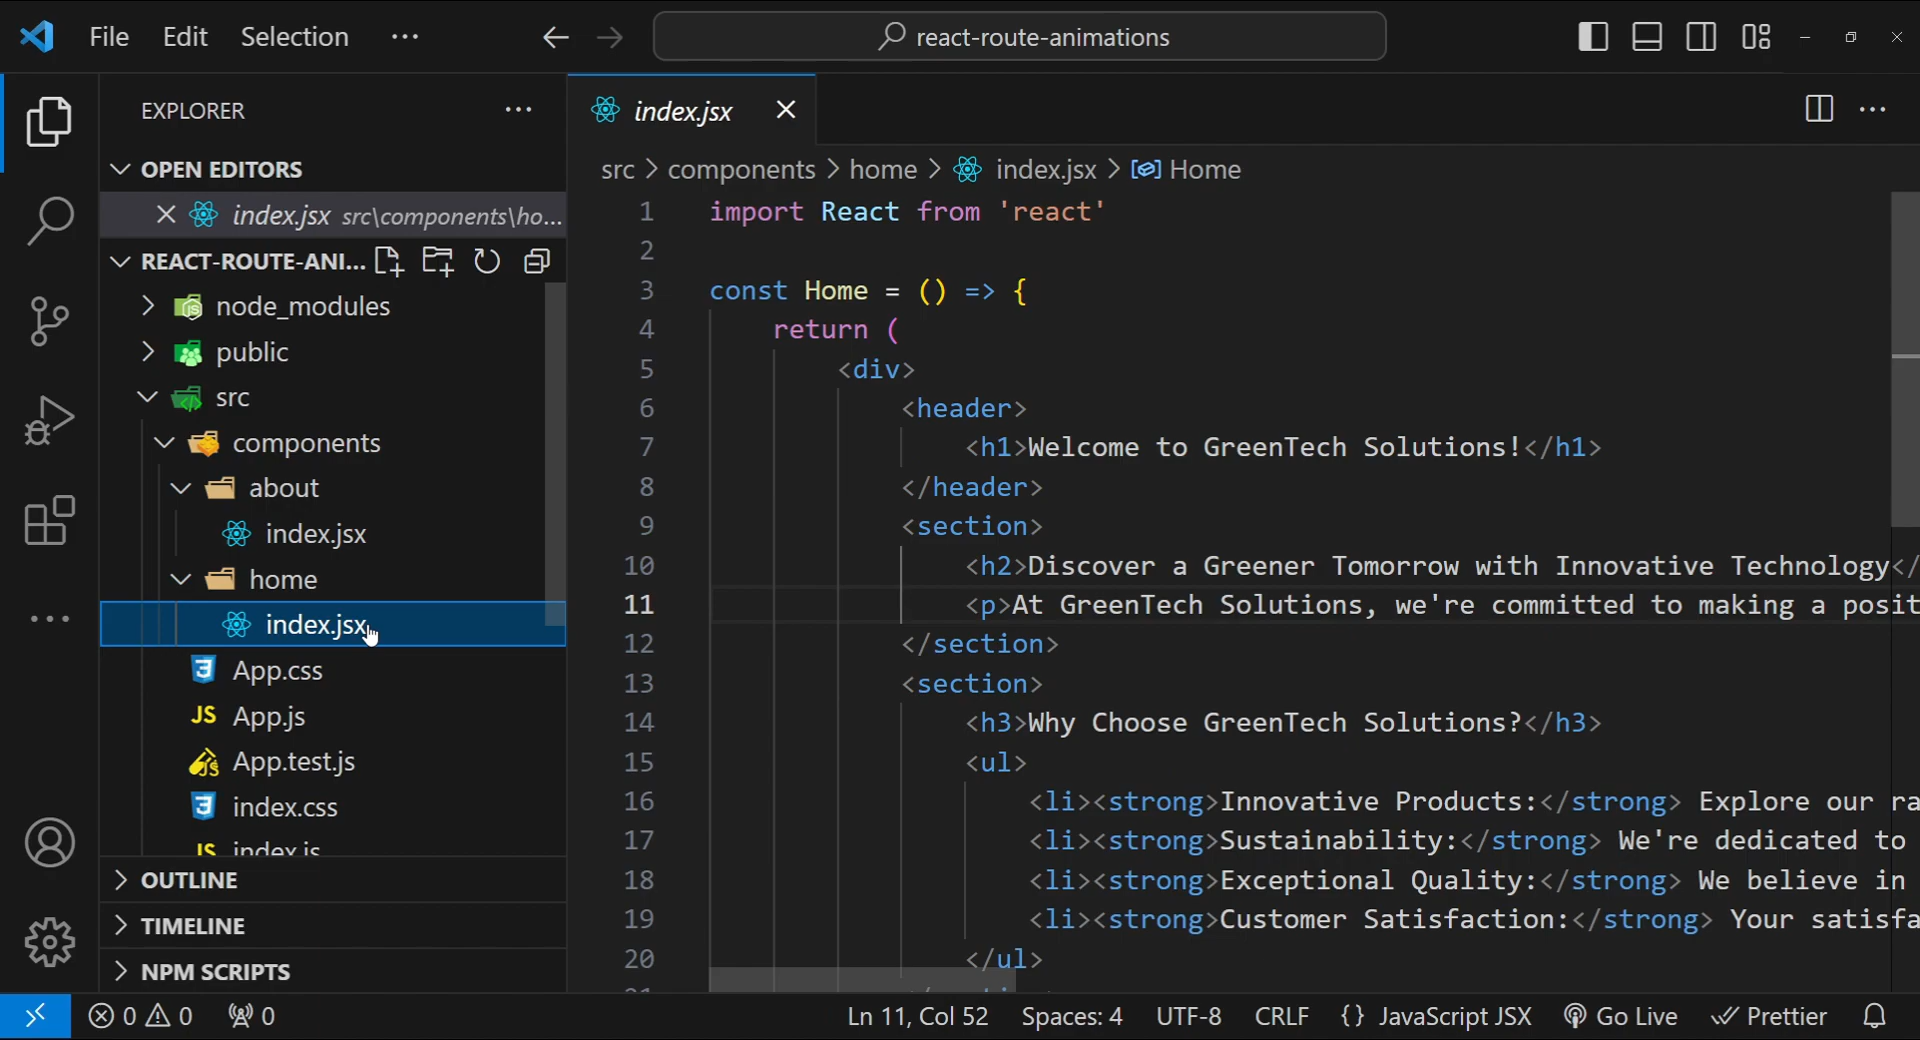 File Edit Selection ··· react-route-animations
EXPLORER ···
OPEN EDITORS
index.jsx src\components\ho...
REACT-ROUTE-ANI...
node_modules
public
src
components
about
index.jsx
home
index.jsx
App.css
JS App.js
App.test.js
index.css
JS index.js
OUTLINE
TIMELINE
NPM SCRIPTS
index.jsx
src > components > home > index.jsx > Home
1 import React from 'react'
2
3 const Home = () => {
4 return (
5 <div>
6 <header>
7 <h1>Welcome to GreenTech Solutions!</h1>
8 </header>
9 <section>
10 <h2>Discover a Greener Tomorrow with Innovative Technology</
11 <p>At GreenTech Solutions, we're committed to making a posit
12 </section>
13 <section>
14 <h3>Why Choose GreenTech Solutions?</h3>
15 <ul>
16 <li><strong>Innovative Products:</strong> Explore our ra
17 <li><strong>Sustainability:</strong> We're dedicated to
18 <li><strong>Exceptional Quality:</strong> We believe in
19 <li><strong>Customer Satisfaction:</strong> Your satisfa
20 </ul>
0 0 0 Ln 11, Col 52 Spaces: 4 UTF-8 CRLF {} JavaScript JSX Go Live Prettier